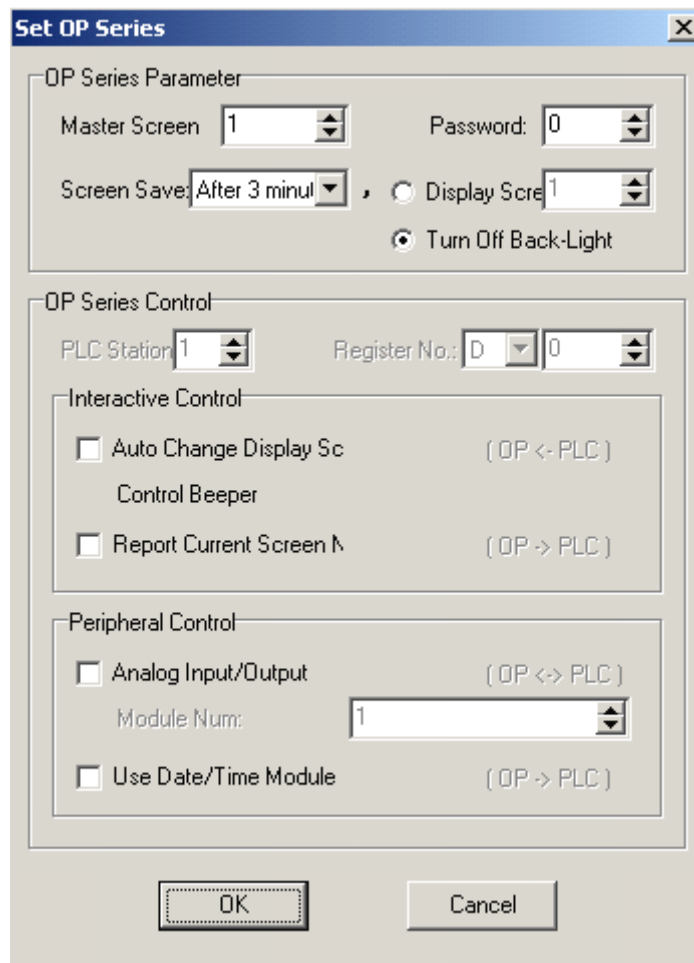 Set OP Series
OP Series Parameter
Master Screen 1 Password: 0
Screen Save: After 3 minut , Display Scre 1
Turn Off Back-Light
OP Series Control
PLC Station 1 Register No.: D 0
Interactive Control
Auto Change Display Sc ( OP <- PLC )
Control Beeper
Report Current Screen N ( OP -> PLC )
Peripheral Control
Analog Input/Output ( OP <-> PLC )
Module Num: 1
Use Date/Time Module ( OP -> PLC )
OK Cancel